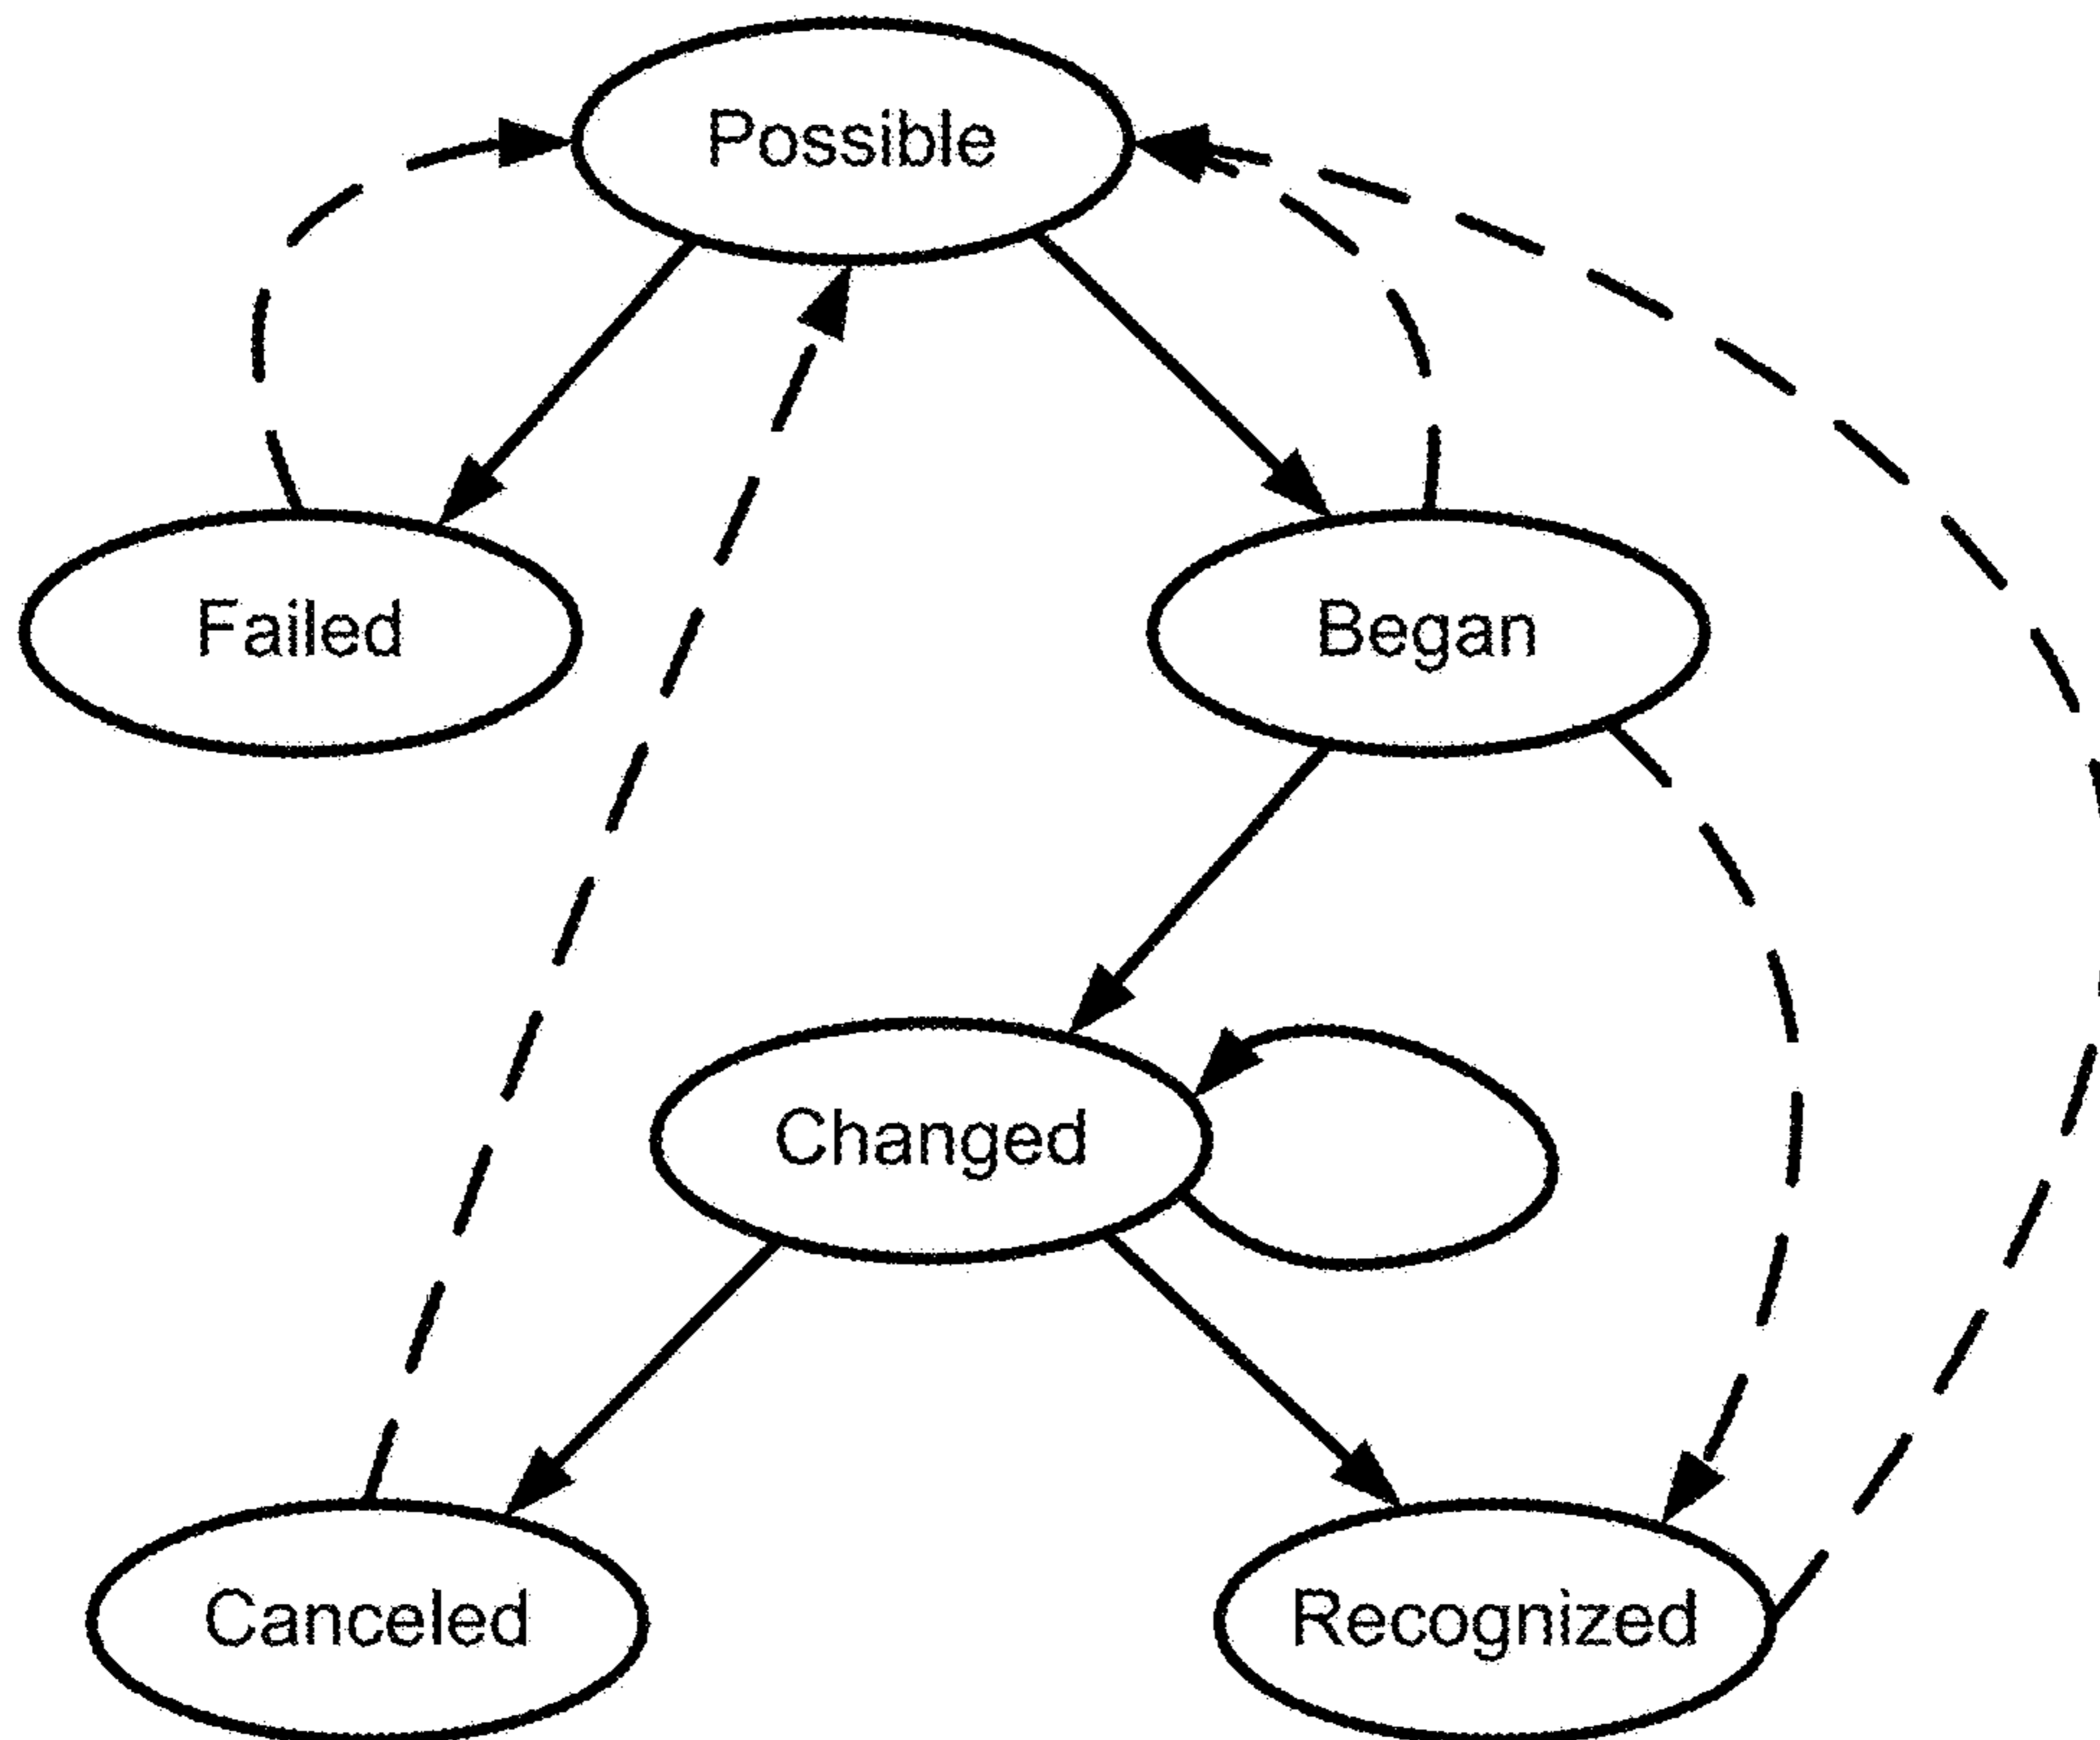 Possible
Failed
Began
Changed
Canceled
Recognized